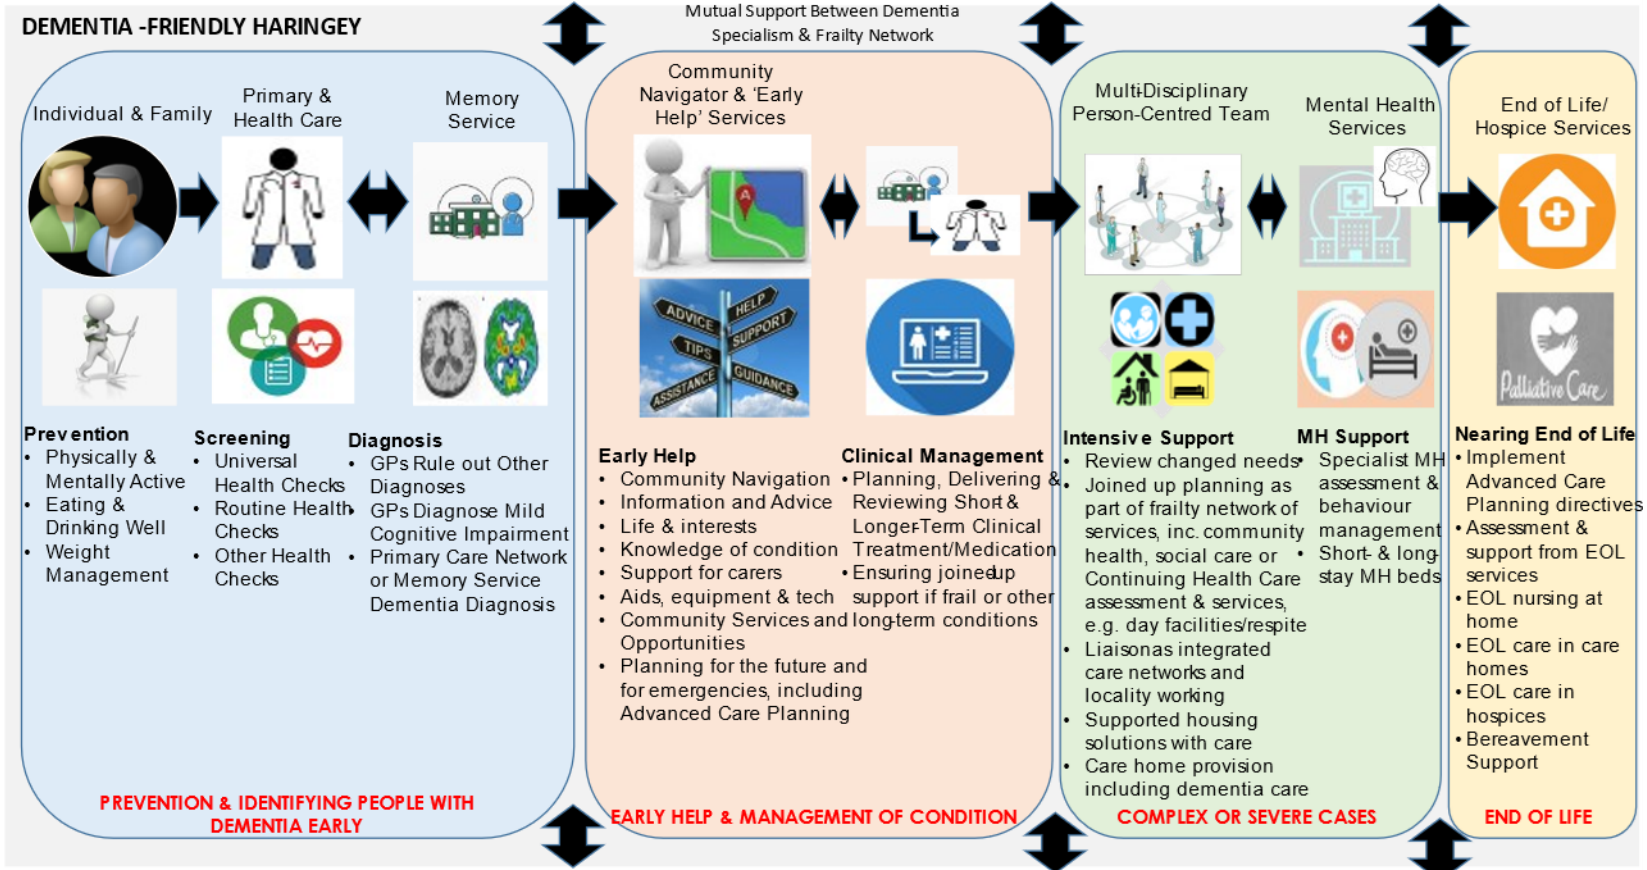 DEMENTIA -FRIENDLY HARINGEY
Mutual Support Between Dementia
Specialism & Frailty Network
Individual & Family
Primary &
Health Care
Memory
Service
Prevention
• Physically &
Mentally Active
• Eating &
Drinking Well
• Weight
Management
Screening
• Universal
Health Checks
• Routine Health
Checks
• Other Health
Checks
Diagnosis
• GPs Rule out Other
Diagnoses
• GPs Diagnose Mild
Cognitive Impairment
• Primary Care Network
or Memory Service
Dementia Diagnosis
PREVENTION & IDENTIFYING PEOPLE WITH
DEMENTIA EARLY
Community
Navigator & 'Early
Help' Services
A
ADVICE
HELP
SUPPORT
TIPS
GUIDANCE
ASSISTANCE
Early Help
• Community Navigation
• Information and Advice
• Life & interests
• Knowledge of condition
• Support for carers
• Aids, equipment & tech
• Community Services and
Opportunities
• Planning for the future and
for emergencies, including
Advanced Care Planning
Clinical Management
• Planning, Delivering &
Reviewing Short &
Longer-Term Clinical
Treatment/Medication
• Ensuring joined-up
support if frail or other
long-term conditions
EARLY HELP & MANAGEMENT OF CONDITION
Multi-Disciplinary
Person-Centred Team
Mental Health
Services
Intensive Support
• Review changed needs
• Joined up planning as
part of frailty network of
services, inc. community
health, social care or
Continuing Health Care
assessment & services,
e.g. day facilities/respite
• Liaison as integrated
care networks and
locality working
• Supported housing
solutions with care
• Care home provision
including dementia care
MH Support
• Specialist MH
assessment &
behaviour
management
• Short- & long-
stay MH beds
COMPLEX OR SEVERE CASES
End of Life/
Hospice Services
Palliative Care
Nearing End of Life
• Implement
Advanced Care
Planning directives
• Assessment &
support from EOL
services
• EOL nursing at
home
• EOL care in care
homes
• EOL care in
hospices
• Bereavement
Support
END OF LIFE